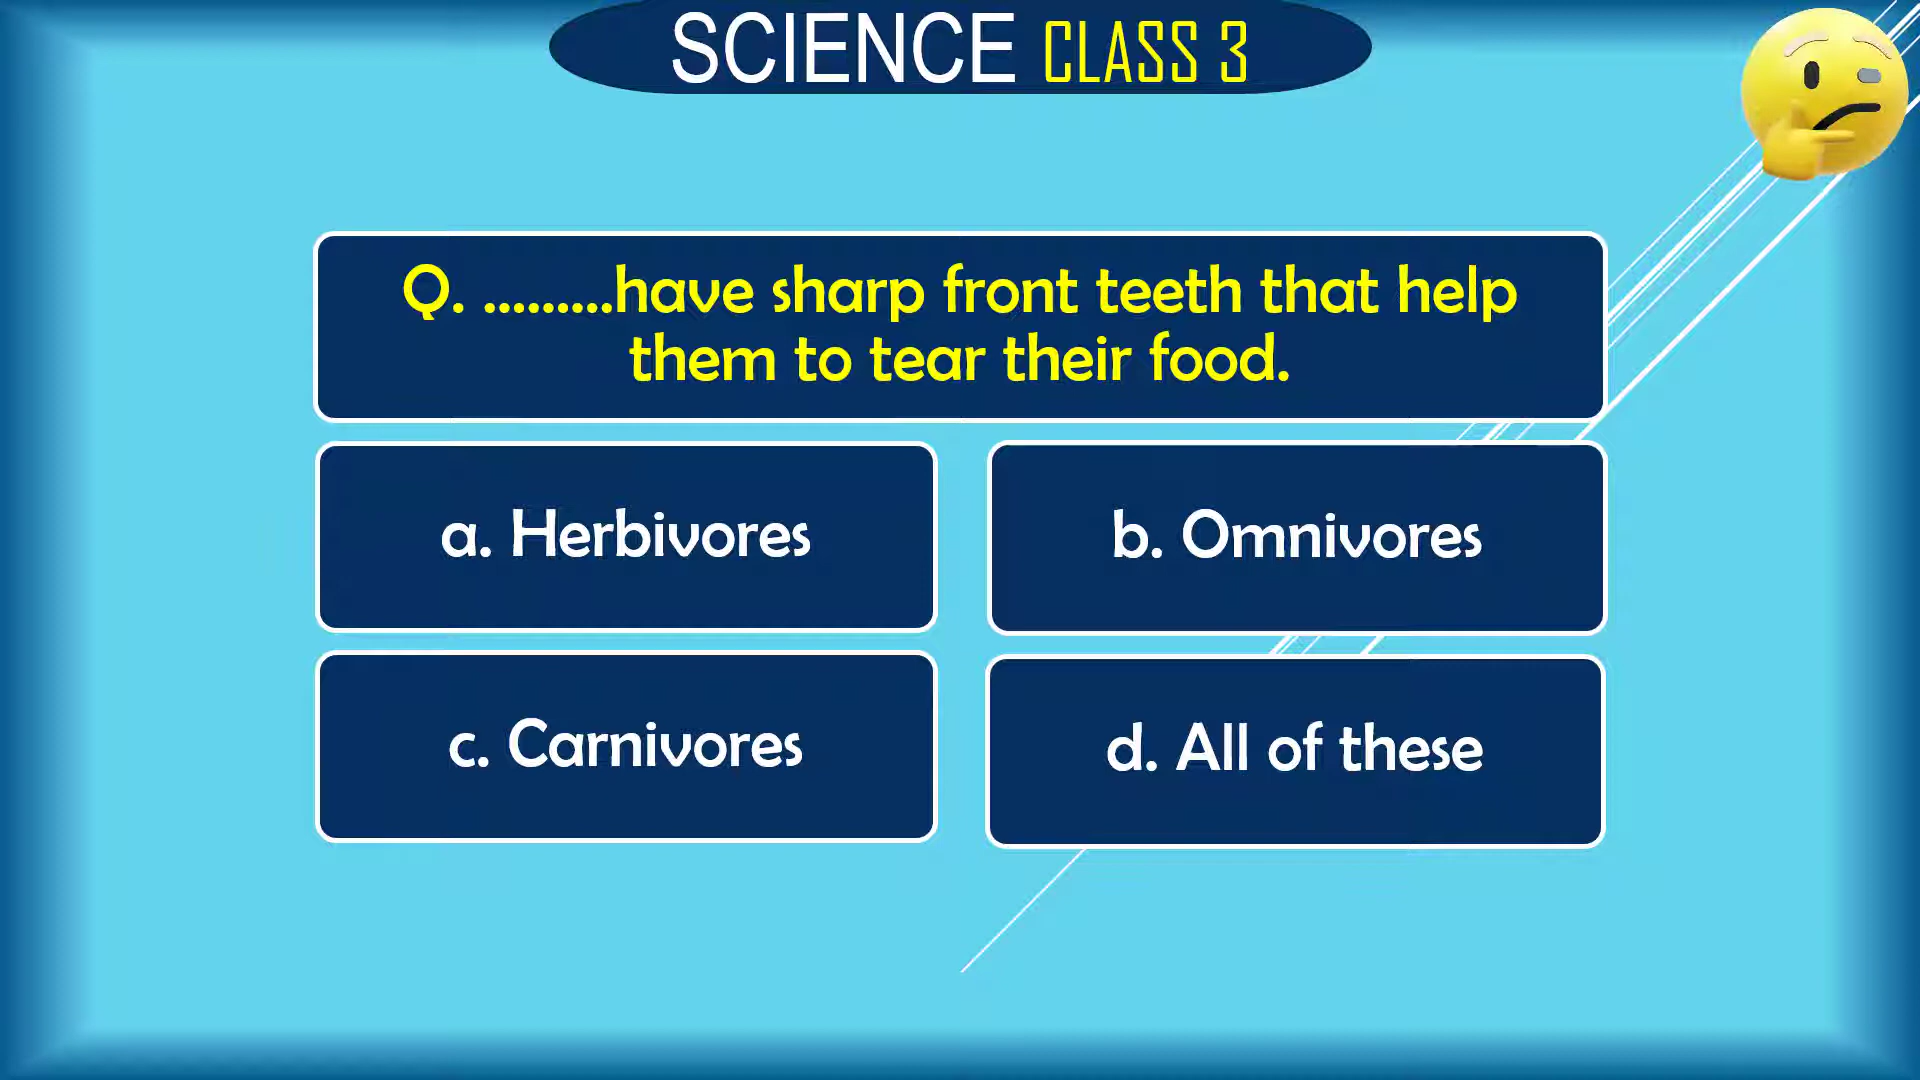 SCIENCE CLASS 3
Q. .........have sharp front teeth that help
them to tear their food.
a. Herbivores
b. Omnivores
c. Carnivores
d. All of these